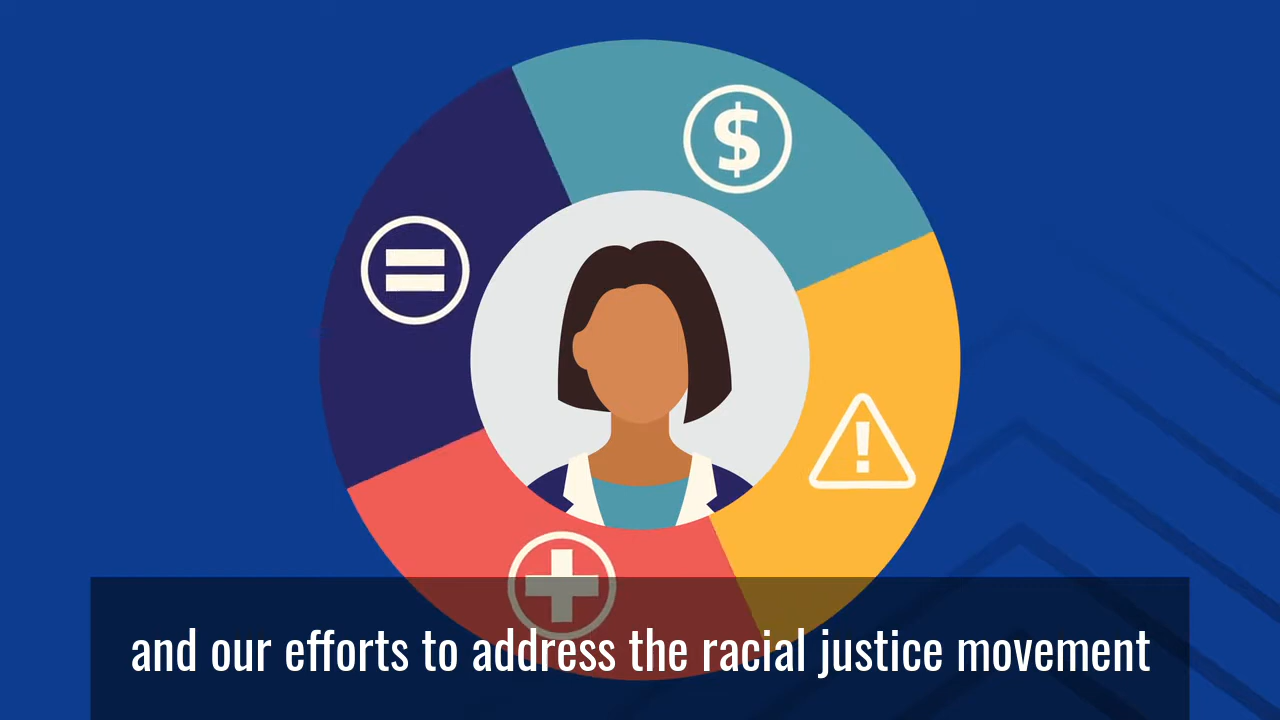 $
=
!
+
and our efforts to address the racial justice movement